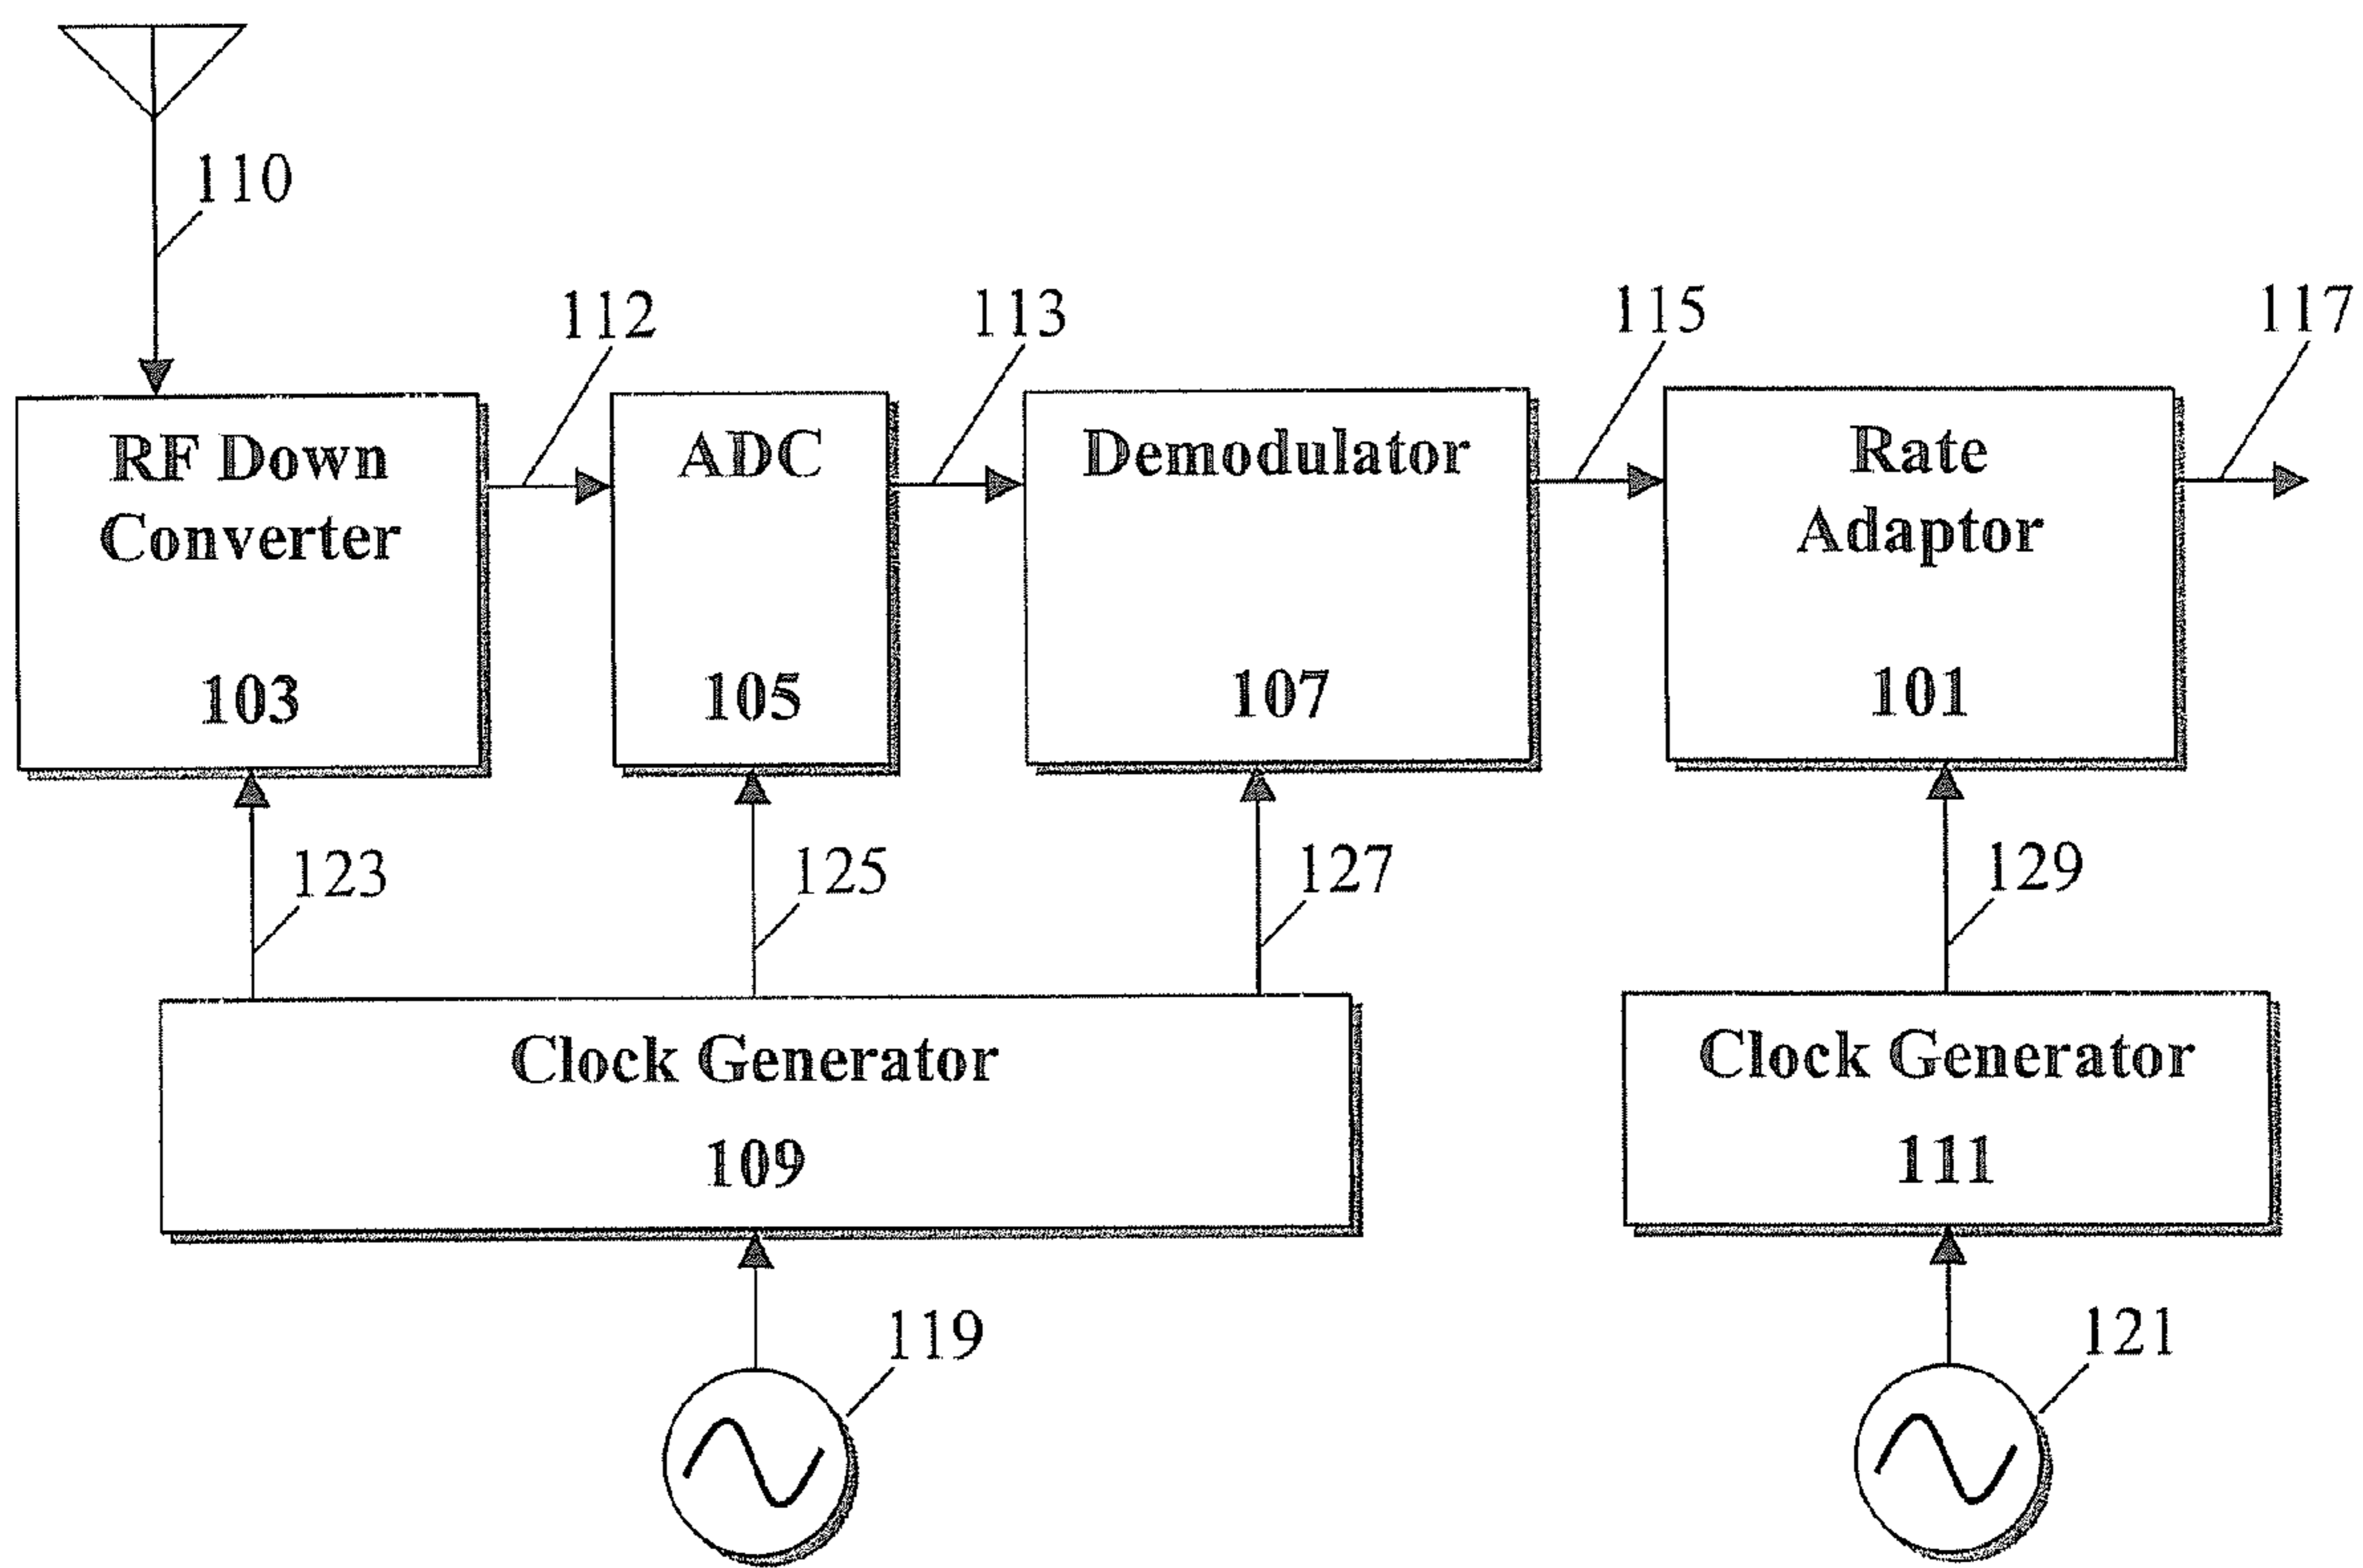 110
112
113
115
117
RF Down
Converter
103
ADC
105
Demodulator
107
Rate
Adaptor
101
123
125
127
129
Clock Generator
109
Clock Generator
111
119
121